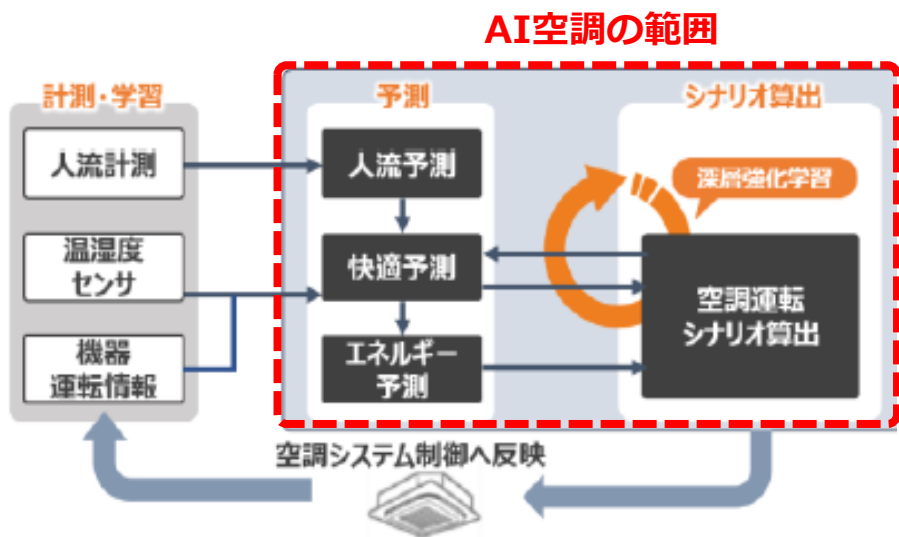 AI空調の範囲
計測・学習
人流計測
温湿度
センサ
機器
運転情報
予測
人流予測
快適予測
エネルギー
予測
シナリオ算出
深層強化学習
空調運転
シナリオ算出
空調システム制御へ反映